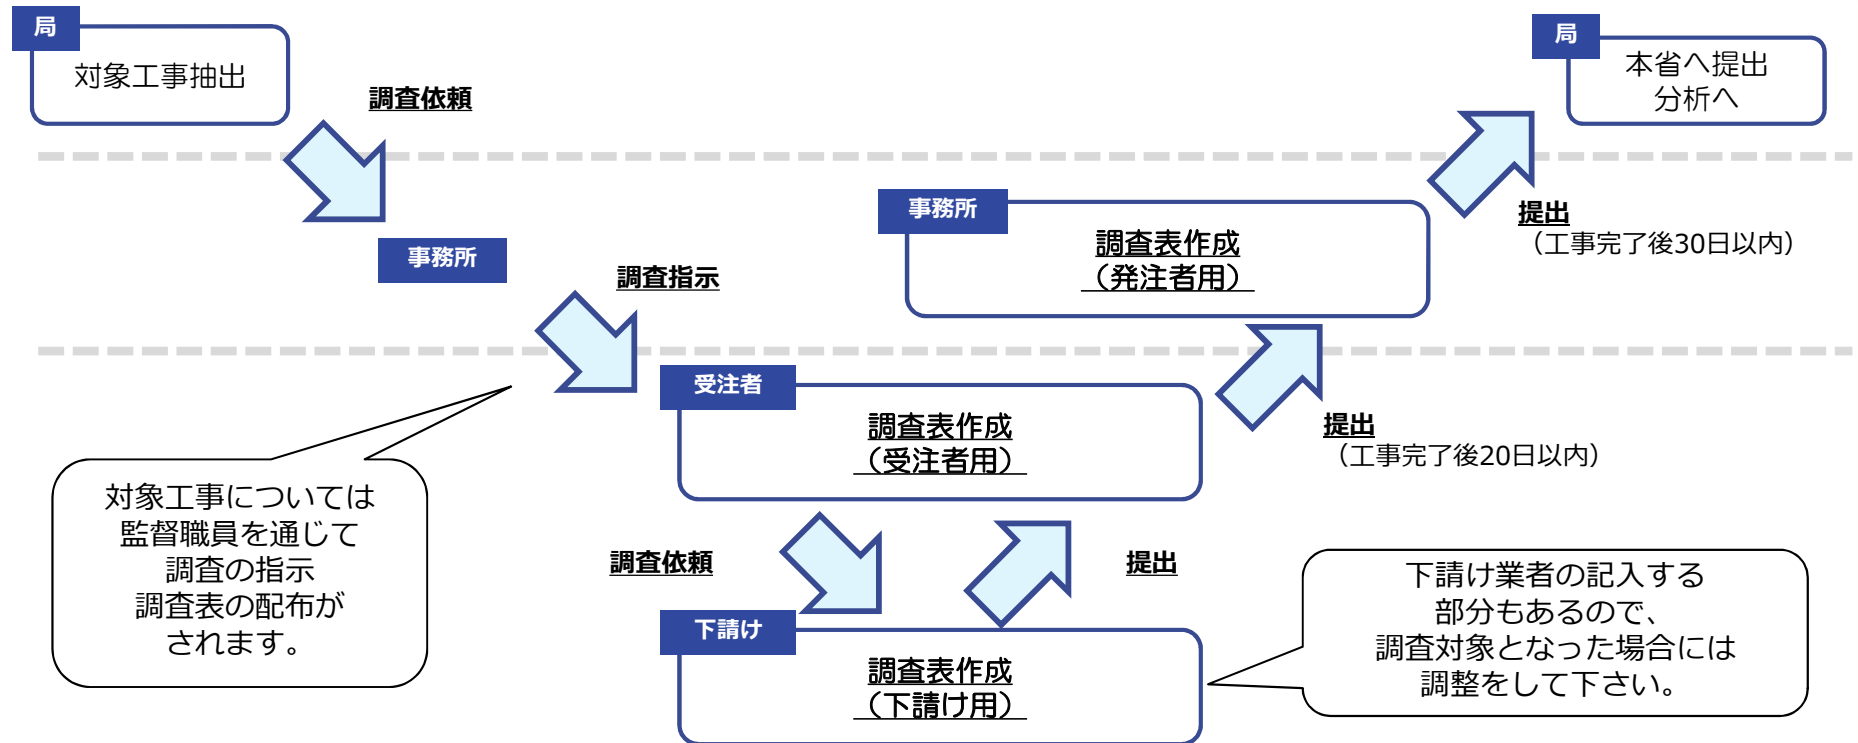 局
対象工事抽出
調査依頼
局
本省へ提出
分析へ
提出
（工事完了後30日以内）
事務所
調査指示
事務所
調査表作成
（発注者用）
受注者
調査表作成
（受注者用）
提出
（工事完了後20日以内）
対象工事については
監督職員を通じて
調査の指示
調査表の配布が
されます。
調査依頼
提出
下請け
調査表作成
（下請け用）
下請け業者の記入する
部分もあるので、
調査対象となった場合には
調整をして下さい。